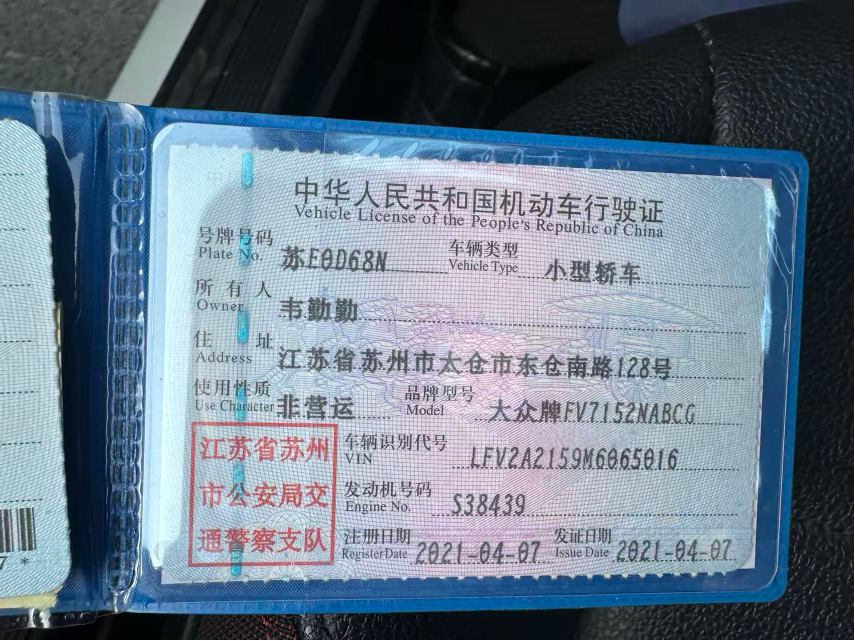 中华人民共和国机动车行驶证
Vehicle License of the People's Republic of China
号牌号码 苏E0D68N 车辆类型 小型轿车
Plate No. Vehicle Type
所有人 韦勤勤
Owner
住址 江苏省苏州市太仓市东仓南路128号
Address
使用性质 非营运 品牌型号 大众牌FV7152NABCG
Use Character Model
江苏省苏州
市公安局交
通警察支队
车辆识别代号 LFV2A2159M6065016
VIN
发动机号码 S38439
Engine No.
注册日期 2021-04-07 发证日期 2021-04-07
Register Date Issue Date
7*